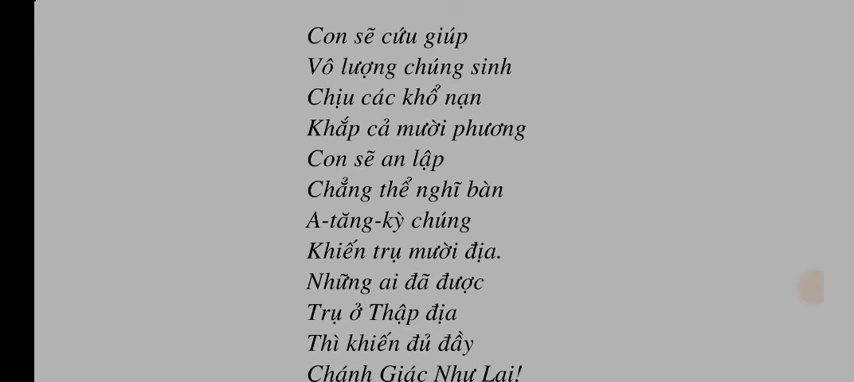 Con sẽ cứu giúp
Vô lượng chúng sinh
Chịu các khổ nạn
Khắp cả mười phương
Con sẽ an lập
Chẳng thể nghĩ bàn
A-tăng-kỳ chúng
Khiến trụ mười địa.
Những ai đã được
Trụ ở Thập địa
Thì khiến đủ đầy
Chánh Giác Như Lai!